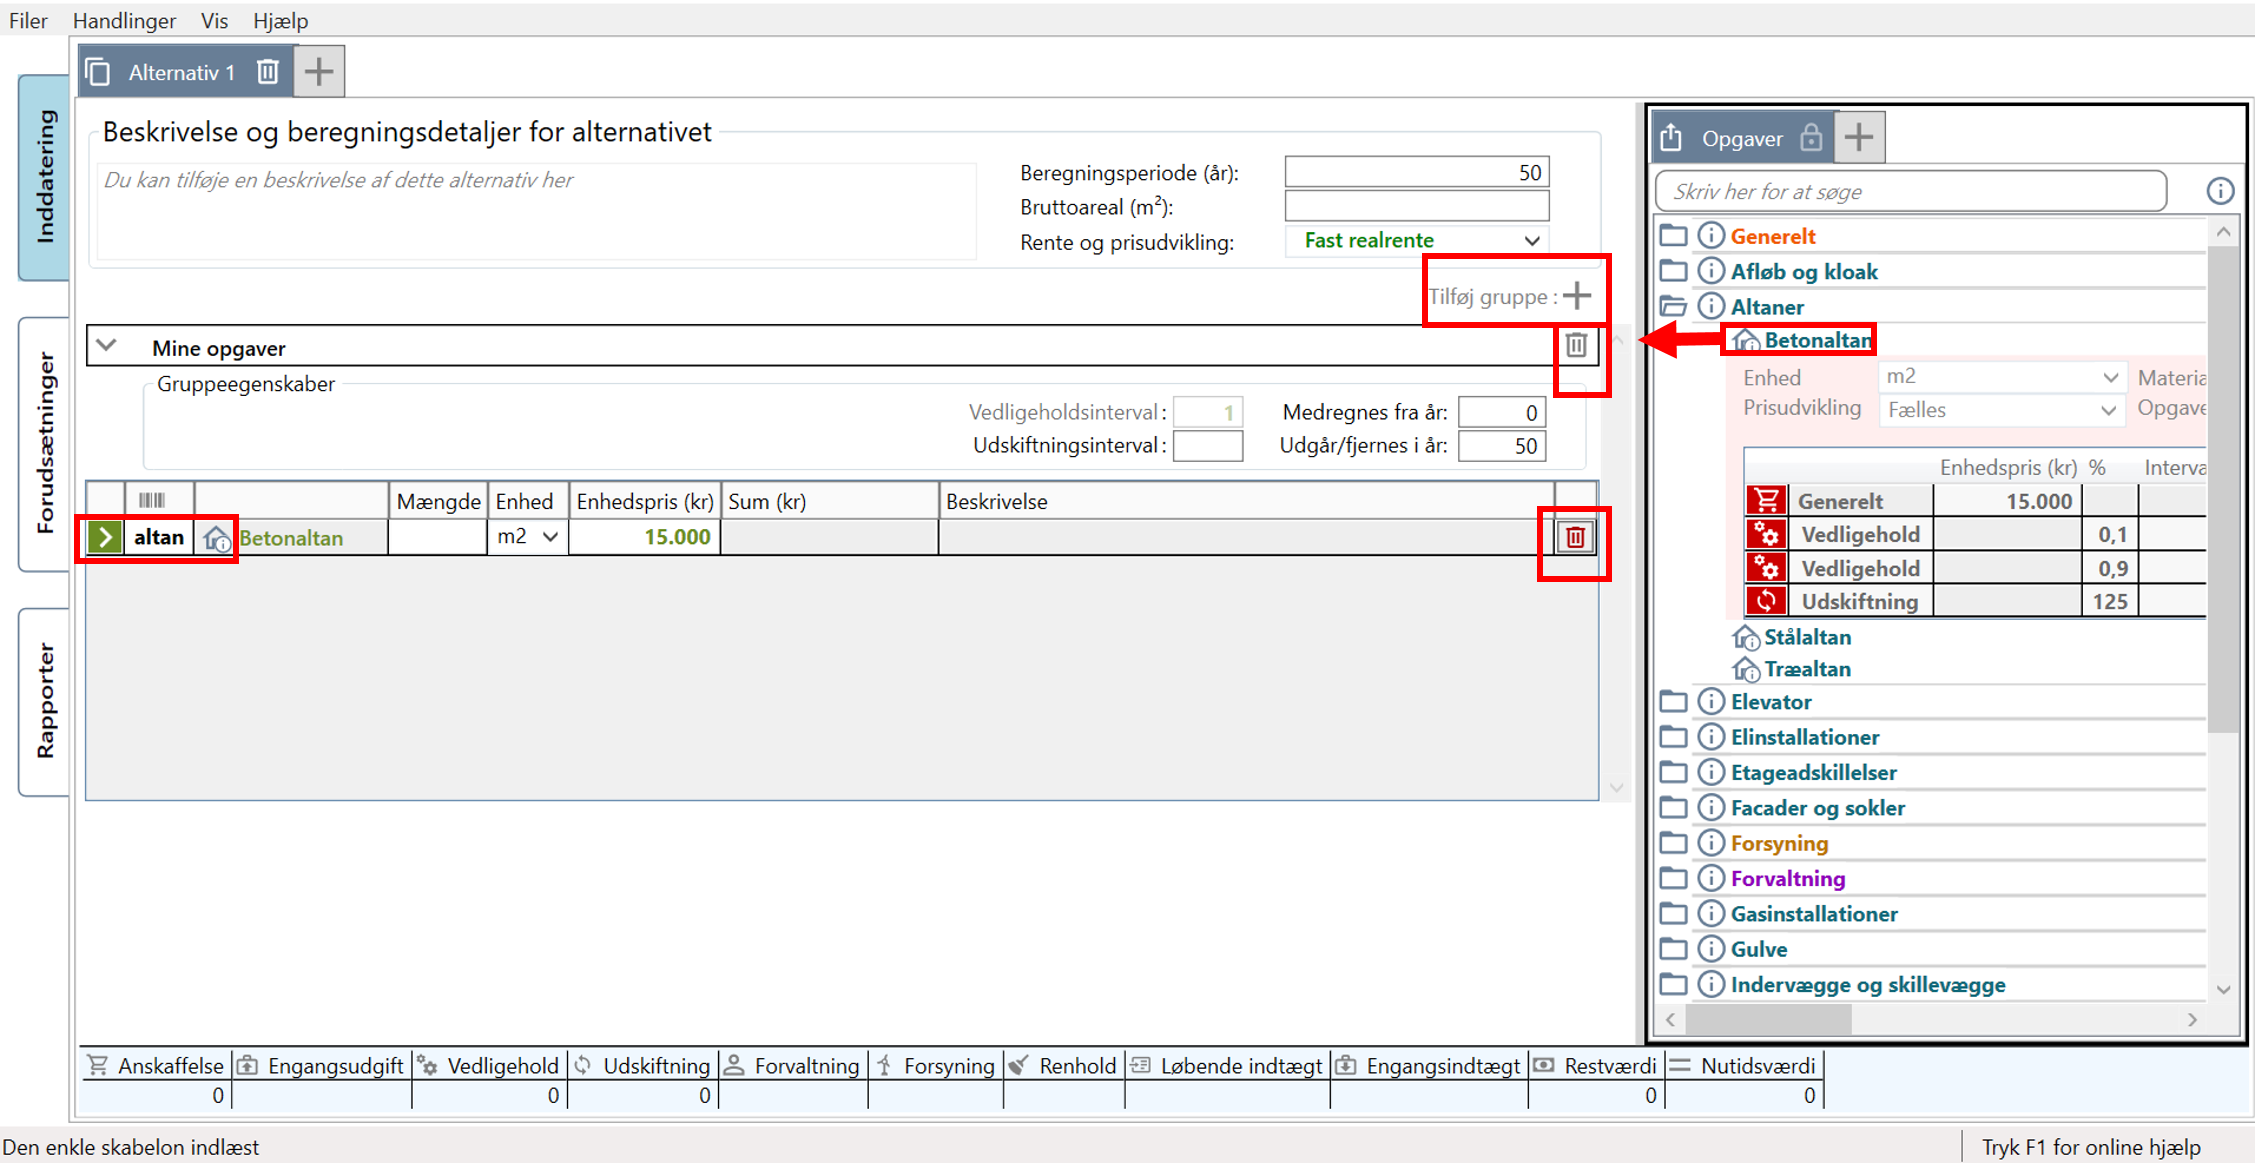 Filer Handlinger Vis Hjælp
Alternativ 1
Inddatering
Forudsætninger
Rapporter
Beskrivelse og beregningsdetaljer for alternativet
Du kan tilføje en beskrivelse af dette alternativ her
Beregningsperiode (år): 50
Bruttoareal (m²):
Rente og prisudvikling: Fast realrente
Tilføj gruppe :
Mine opgaver
Gruppeegenskaber
Vedligeholdsinterval : 1 Medregnes fra år: 0
Udskiftningsinterval : Udgår/fjernes i år: 50
Mængde Enhed Enhedspris (kr) Sum (kr) Beskrivelse
altan Betonaltan m2 15.000
Opgaver
Skriv her for at søge
Generelt
Afløb og kloak
Altaner
Betonaltan
Enhed m2 Materia
Prisudvikling Fælles Opgave
Enhedspris (kr) % Interva
Generelt 15.000
Vedligehold 0,1
Vedligehold 0,9
Udskiftning 125
Stålaltan
Træaltan
Elevator
Elinstallationer
Etageadskillelser
Facader og sokler
Forsyning
Forvaltning
Gasinstallationer
Gulve
Indervægge og skillevægge
Anskaffelse Engangsudgift Vedligehold Udskiftning Forvaltning Forsyning Renhold Løbende indtægt Engangsindtægt Restværdi Nutidsværdi
0 0 0 0 0
Den enkle skabelon indlæst Tryk F1 for online hjælp